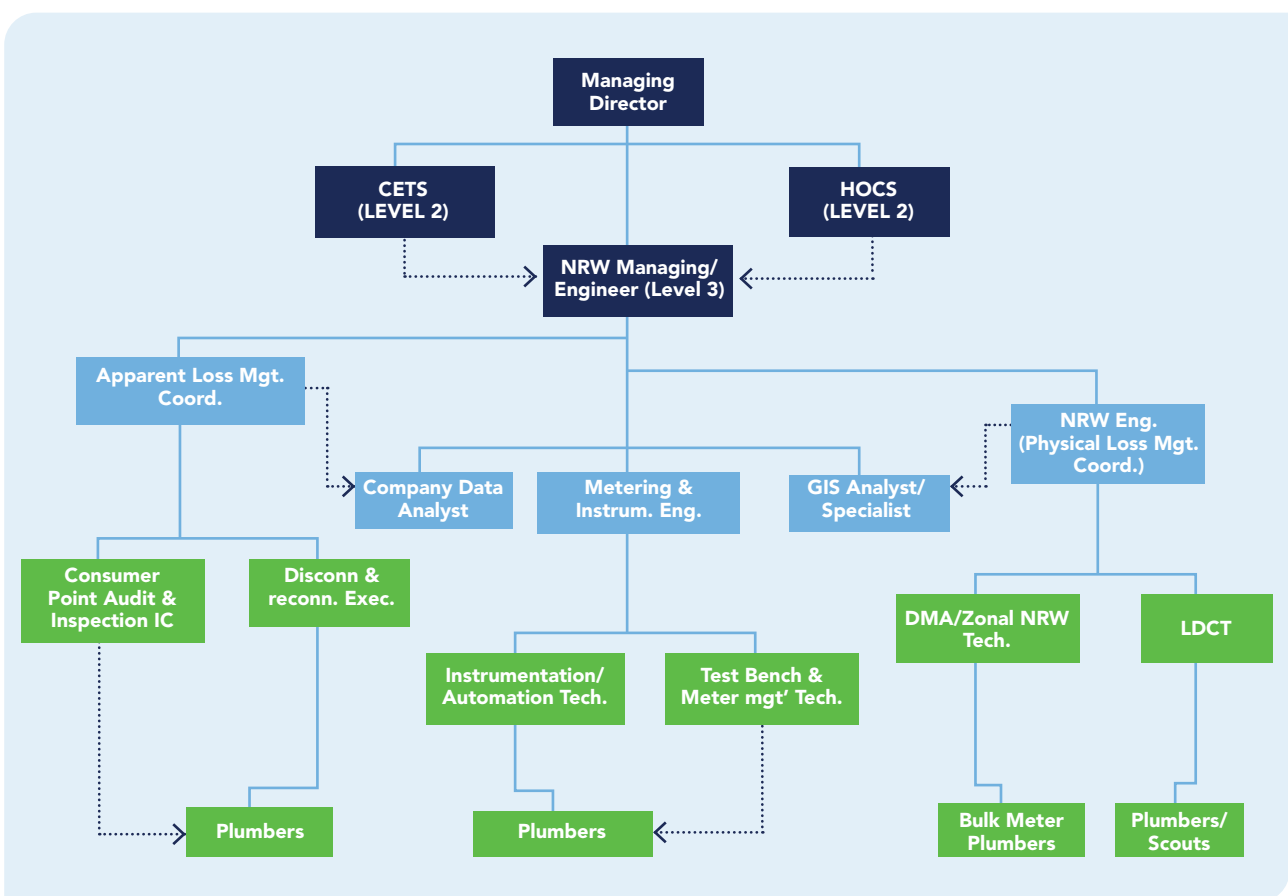 Managing
Director
CETS
(LEVEL 2)
HOCS
(LEVEL 2)
NRW Managing/
Engineer (Level 3)
Apparent Loss Mgt.
Coord.
NRW Eng.
(Physical Loss Mgt.
Coord.)
Company Data
Analyst
Metering &
Instrum. Eng.
GIS Analyst/
Specialist
Consumer
Point Audit &
Inspection IC
Disconn &
reconn. Exec.
DMA/Zonal NRW
Tech.
LDCT
Instrumentation/
Automation Tech.
Test Bench &
Meter mgt’ Tech.
Plumbers
Plumbers
Bulk Meter
Plumbers
Plumbers/
Scouts